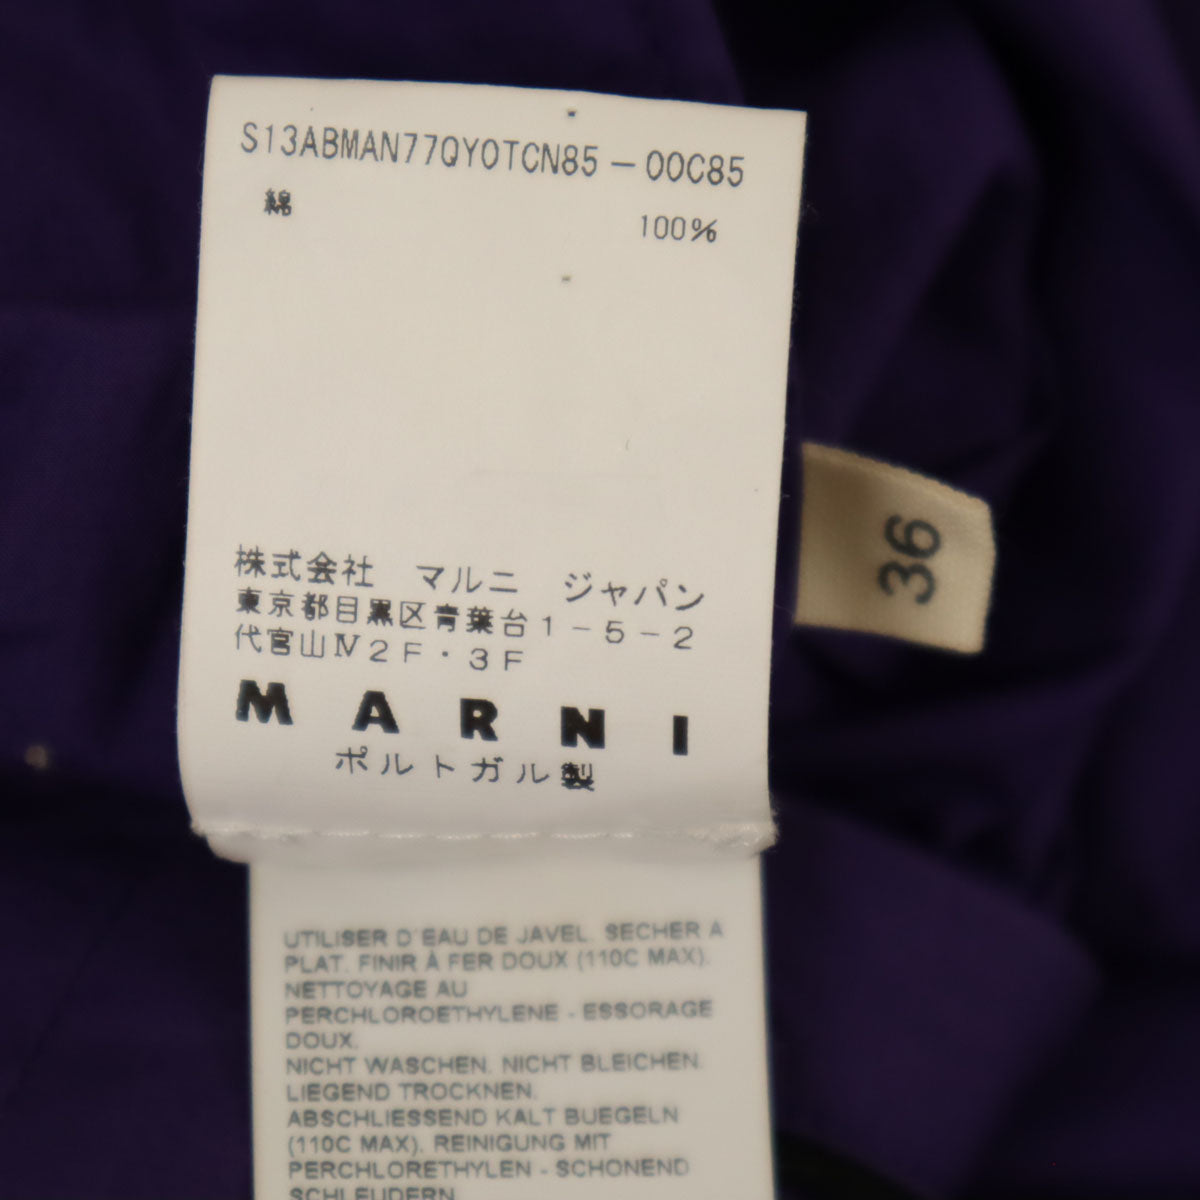 S13ABMAN77QY0TCN85-00C85
綿 100%
株式会社 マルニ ジャパン
東京都目黒区青葉台1-5-2
代官山Ⅳ2F・3F
MARNI
ポルトガル製
36
UTILISER D'EAU DE JAVEL. SECHER A
PLAT. FINIR À FER DOUX (110C MAX).
NETTOYAGE AU
PERCHLOROETHYLENE - ESSORAGE
DOUX.
NICHT WASCHEN. NICHT BLEICHEN.
LIEGEND TROCKNEN.
ABSCHLIESSEND KALT BUEGELN
(110C MAX). REINIGUNG MIT
PERCHLORETHYLEN - SCHONEND
SCHLEUDERN